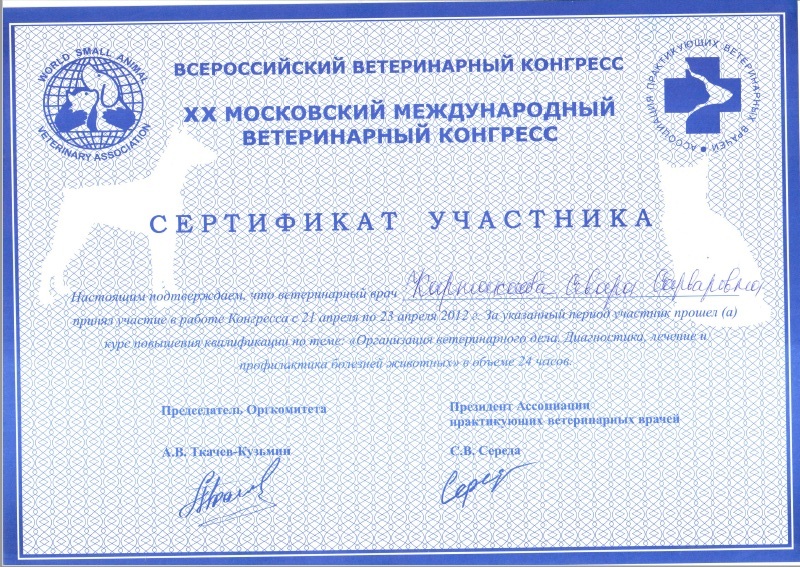 WORLD SMALL ANIMAL
VETERINARY ASSOCIATION
АССОЦИАЦИЯ ПРАКТИКУЮЩИХ ВЕТЕРИНАРНЫХ ВРАЧЕЙ
ВСЕРОССИЙСКИЙ ВЕТЕРИНАРНЫЙ КОНГРЕСС
XX МОСКОВСКИЙ МЕЖДУНАРОДНЫЙ
ВЕТЕРИНАРНЫЙ КОНГРЕСС
СЕРТИФИКАТ УЧАСТНИКА
Настоящим подтверждаем, что ветеринарный врач
принял участие в работе Конгресса с 21 апреля по 23 апреля 2012 г. За указанный период участник прошел (а)
курс повышения квалификации по теме: «Организация ветеринарного дела. Диагностика, лечение и
профилактика болезней животных» в объеме 24 часов.
Председатель Оргкомитета
А.В. Ткачев-Кузьмин
Президент Ассоциации
практикующих ветеринарных врачей
С.В. Середа